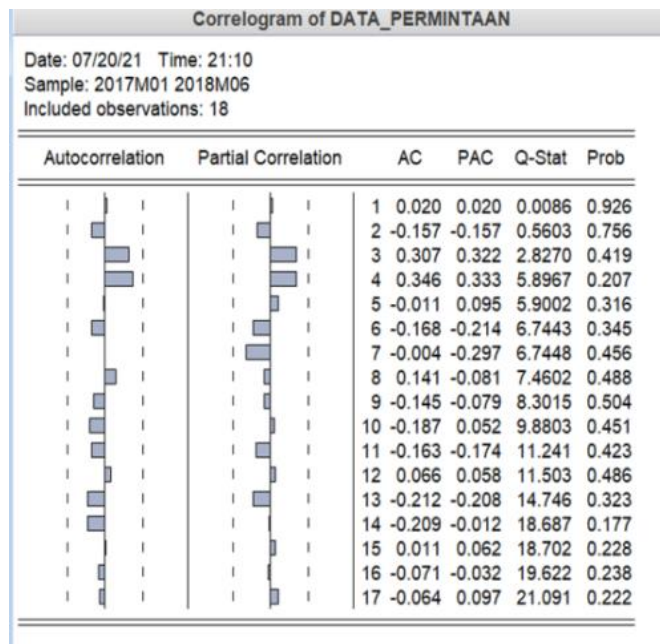 Correlogram of DATA_PERMINTAAN
Date: 07/20/21 Time: 21:10
Sample: 2017M01 2018M06
Included observations: 18
Autocorrelation Partial Correlation AC PAC Q-Stat Prob
1 0.020 0.020 0.0086 0.926
2 -0.157 -0.157 0.5603 0.756
3 0.307 0.322 2.8270 0.419
4 0.346 0.333 5.8967 0.207
5 -0.011 0.095 5.9002 0.316
6 -0.168 -0.214 6.7443 0.345
7 -0.004 -0.297 6.7448 0.456
8 0.141 -0.081 7.4602 0.488
9 -0.145 -0.079 8.3015 0.504
10 -0.187 0.052 9.8803 0.451
11 -0.163 -0.174 11.241 0.423
12 0.066 0.058 11.503 0.486
13 -0.212 -0.208 14.746 0.323
14 -0.209 -0.012 18.687 0.177
15 0.011 0.062 18.702 0.228
16 -0.071 -0.032 19.622 0.238
17 -0.064 0.097 21.091 0.222